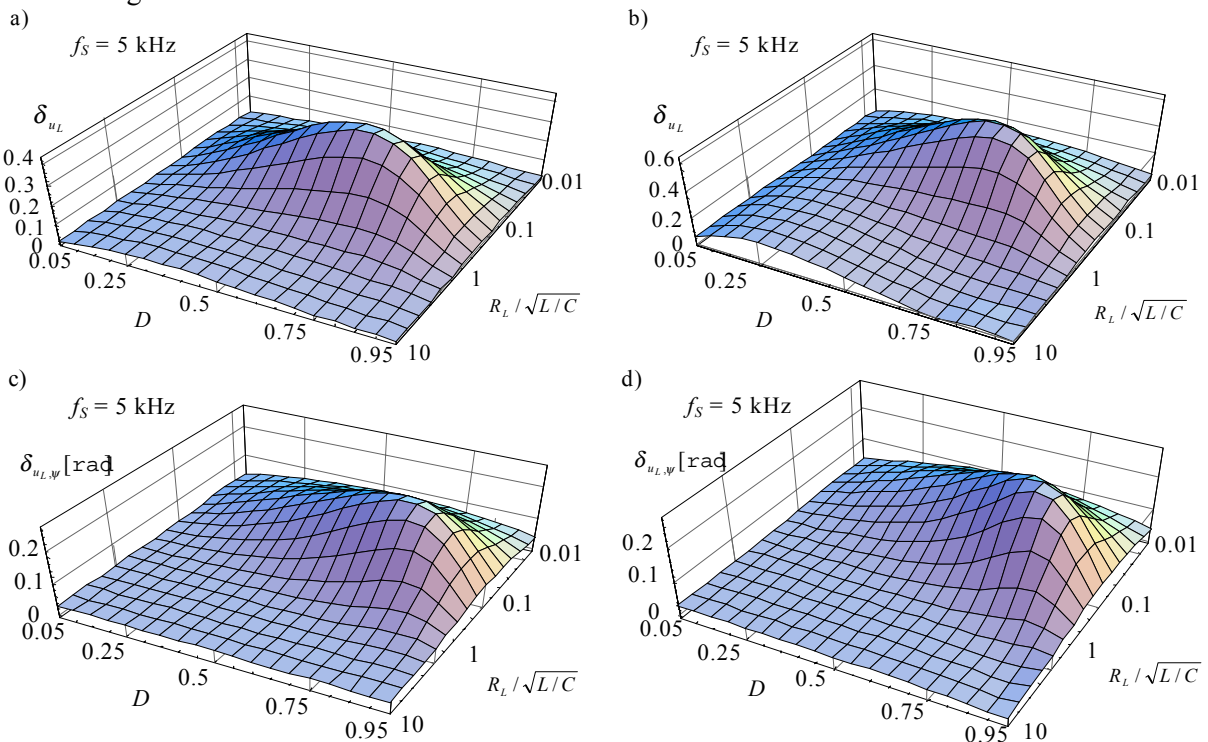 a)
f_S = 5 kHz
δ_{u_L}
0.4
0.3
0.2
0.1
0
0.05
0.25
0.5
0.75
0.95
D
10
1
0.1
0.01
R_L / √L / C
b)
f_S = 5 kHz
δ_{u_L}
0.6
0.4
0.2
0
0.05
0.25
0.5
0.75
0.95
D
10
1
0.1
0.01
R_L / √L / C
c)
f_S = 5 kHz
δ_{u_L,ψ} [rad]
0.2
0.1
0
0.05
0.25
0.5
0.75
0.95
D
10
1
0.1
0.01
R_L / √L / C
d)
f_S = 5 kHz
δ_{u_L,ψ} [rad]
0.2
0.1
0
0.05
0.25
0.5
0.75
0.95
D
10
1
0.1
0.01
R_L / √L / C